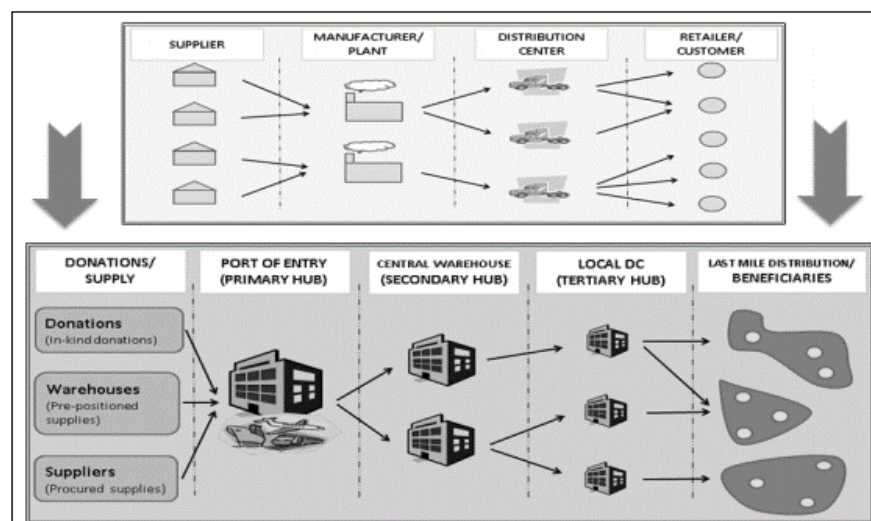 SUPPLIER
MANUFACTURER/
PLANT
DISTRIBUTION
CENTER
RETAILER/
CUSTOMER
DONATIONS/
SUPPLY
PORT OF ENTRY
(PRIMARY HUB)
CENTRAL WAREHOUSE
(SECONDARY HUB)
LOCAL DC
(TERTIARY HUB)
LAST MILE DISTRIBUTION/
BENEFICIARIES
Donations
(In-kind donations)
Warehouses
(Pre-positioned
supplies)
Suppliers
(Procured supplies)